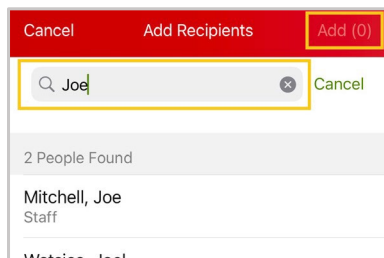 Cancel Add Recipients Add (0)
Joe Cancel
2 People Found
Mitchell, Joe
Staff